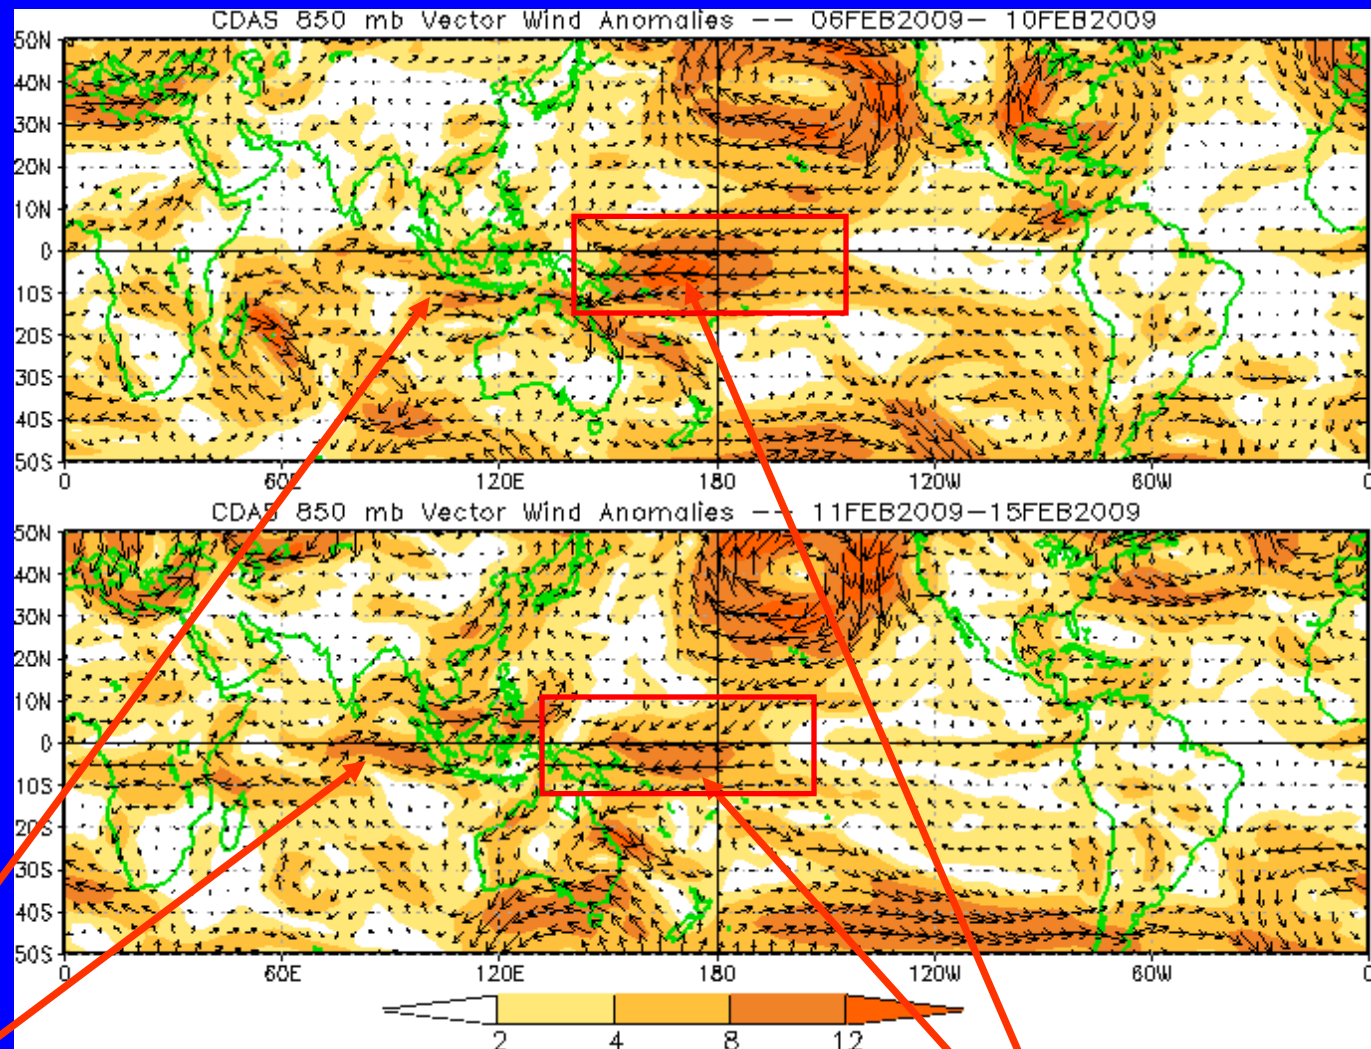 CDAS 850 mb Vector Wind Anomalies -- 06FEB2009- 10FEB2009
50N
40N
30N
20N
10N
0
10S
20S
30S
40S
50S
0 60E 120E 180 120W 60W 0
CDAS 850 mb Vector Wind Anomalies -- 11FEB2009-15FEB2009
50N
40N
30N
20N
10N
0
10S
20S
30S
40S
50S
0 60E 120E 180 120W 60W 0
2 4 8 12